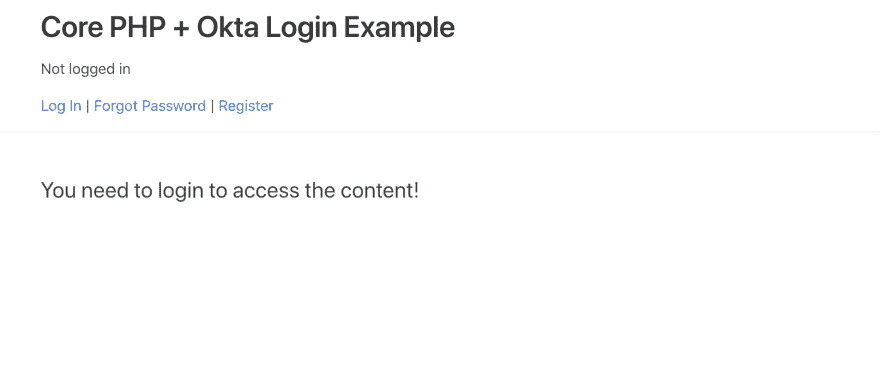 Core PHP + Okta Login Example
Not logged in
Log In | Forgot Password | Register
You need to login to access the content!